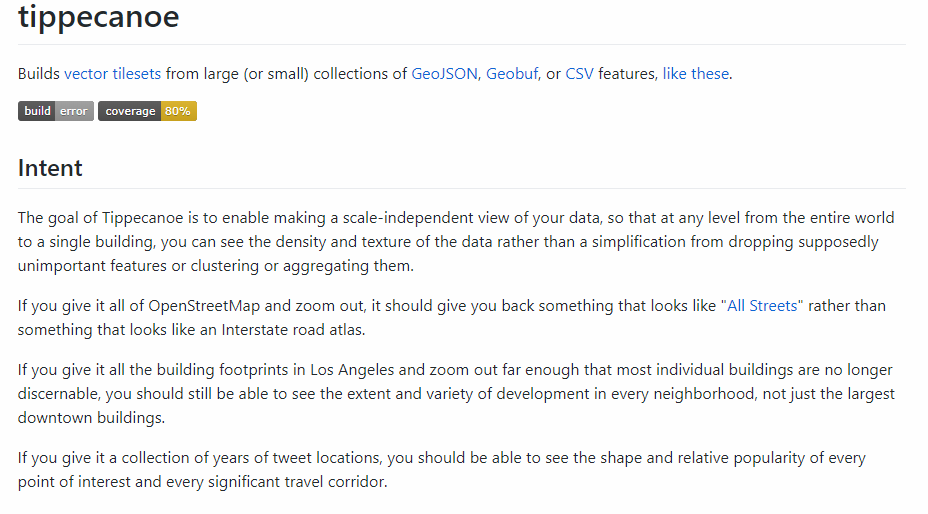 tippecanoe
Builds vector tilesets from large (or small) collections of GeoJSON, Geobuf, or CSV features, like these.
build error coverage 80%
Intent
The goal of Tippecanoe is to enable making a scale-independent view of your data, so that at any level from the entire world
to a single building, you can see the density and texture of the data rather than a simplification from dropping supposedly
unimportant features or clustering or aggregating them.
If you give it all of OpenStreetMap and zoom out, it should give you back something that looks like "All Streets" rather than
something that looks like an Interstate road atlas.
If you give it all the building footprints in Los Angeles and zoom out far enough that most individual buildings are no longer
discernable, you should still be able to see the extent and variety of development in every neighborhood, not just the largest
downtown buildings.
If you give it a collection of years of tweet locations, you should be able to see the shape and relative popularity of every
point of interest and every significant travel corridor.